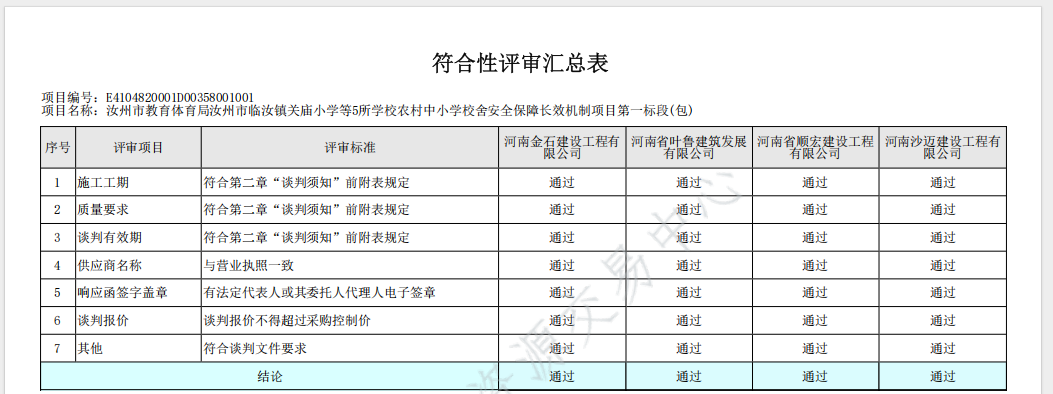 符合性评审汇总表
项目编号：E4104820001D00358001001
项目名称：汝州市教育体育局汝州市临汝镇关庙小学等5所学校农村中小学校舍安全保障长效机制项目第一标段(包)
序号 评审项目 评审标准 河南金石建设工程有限公司 河南省叶鲁建筑发展有限公司 河南省顺宏建设工程有限公司 河南沙迈建设工程有限公司
1 施工工期 符合第二章“谈判须知”前附表规定 通过 通过 通过 通过
2 质量要求 符合第二章“谈判须知”前附表规定 通过 通过 通过 通过
3 谈判有效期 符合第二章“谈判须知”前附表规定 通过 通过 通过 通过
4 供应商名称 与营业执照一致 通过 通过 通过 通过
5 响应函签字盖章 有法定代表人或其委托人代理人电子签章 通过 通过 通过 通过
6 谈判报价 谈判报价不得超过采购控制价 通过 通过 通过 通过
7 其他 符合谈判文件要求 通过 通过 通过 通过
结论 通过 通过 通过 通过
资源交易中心